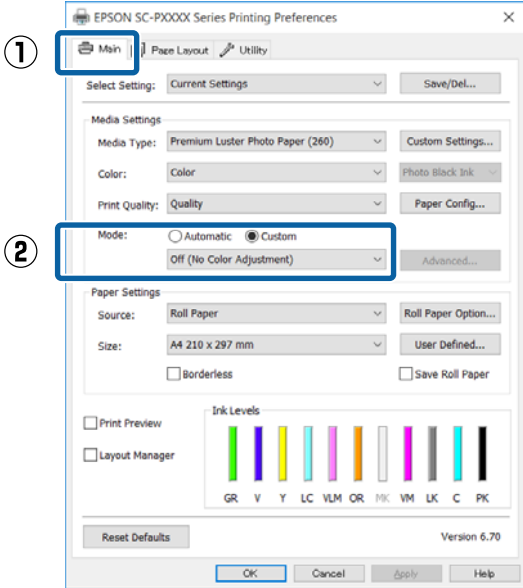 EPSON SC-PXXXX Series Printing Preferences
①
Main
Page Layout
Utility
Select Setting: Current Settings Save/Del...
Media Settings
Media Type: Premium Luster Photo Paper (260) Custom Settings...
Color: Color Photo Black Ink
Print Quality: Quality Paper Config...
②
Mode: Automatic Custom
Off (No Color Adjustment) Advanced...
Paper Settings
Source: Roll Paper Roll Paper Option...
Size: A4 210 x 297 mm User Defined...
Borderless Save Roll Paper
Print Preview
Layout Manager
Ink Levels
GR V Y LC VLM OR MK VM LK C PK
Reset Defaults Version 6.70
OK Cancel Apply Help